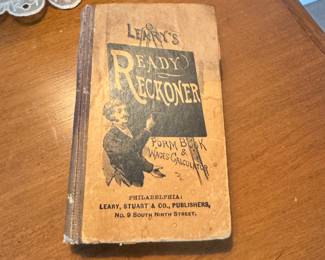 LEARY'S
READY
RECKONER
FORM BOOK
&
WAGES CALCULATOR
PHILADELPHIA:
LEARY, STUART & CO., PUBLISHERS,
No. 9 SOUTH NINTH STREET.